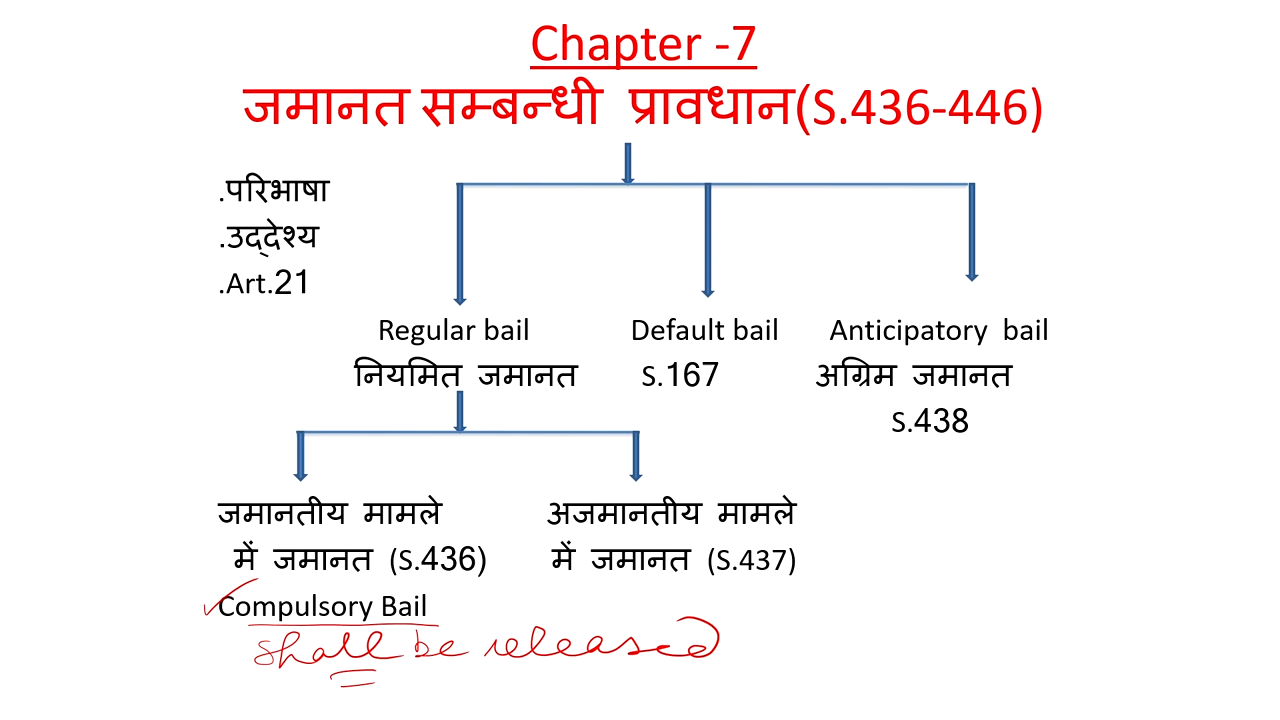 Chapter -7
जमानत सम्बन्धी प्रावधान(S.436-446)
.परिभाषा
.उद्देश्य
.Art.21
Regular bail
नियमित जमानत
Default bail
S.167
Anticipatory bail
अग्रिम जमानत
S.438
जमानतीय मामले
में जमानत (S.436)
Compulsory Bail
shall be released
अजमानतीय मामले
में जमानत (S.437)